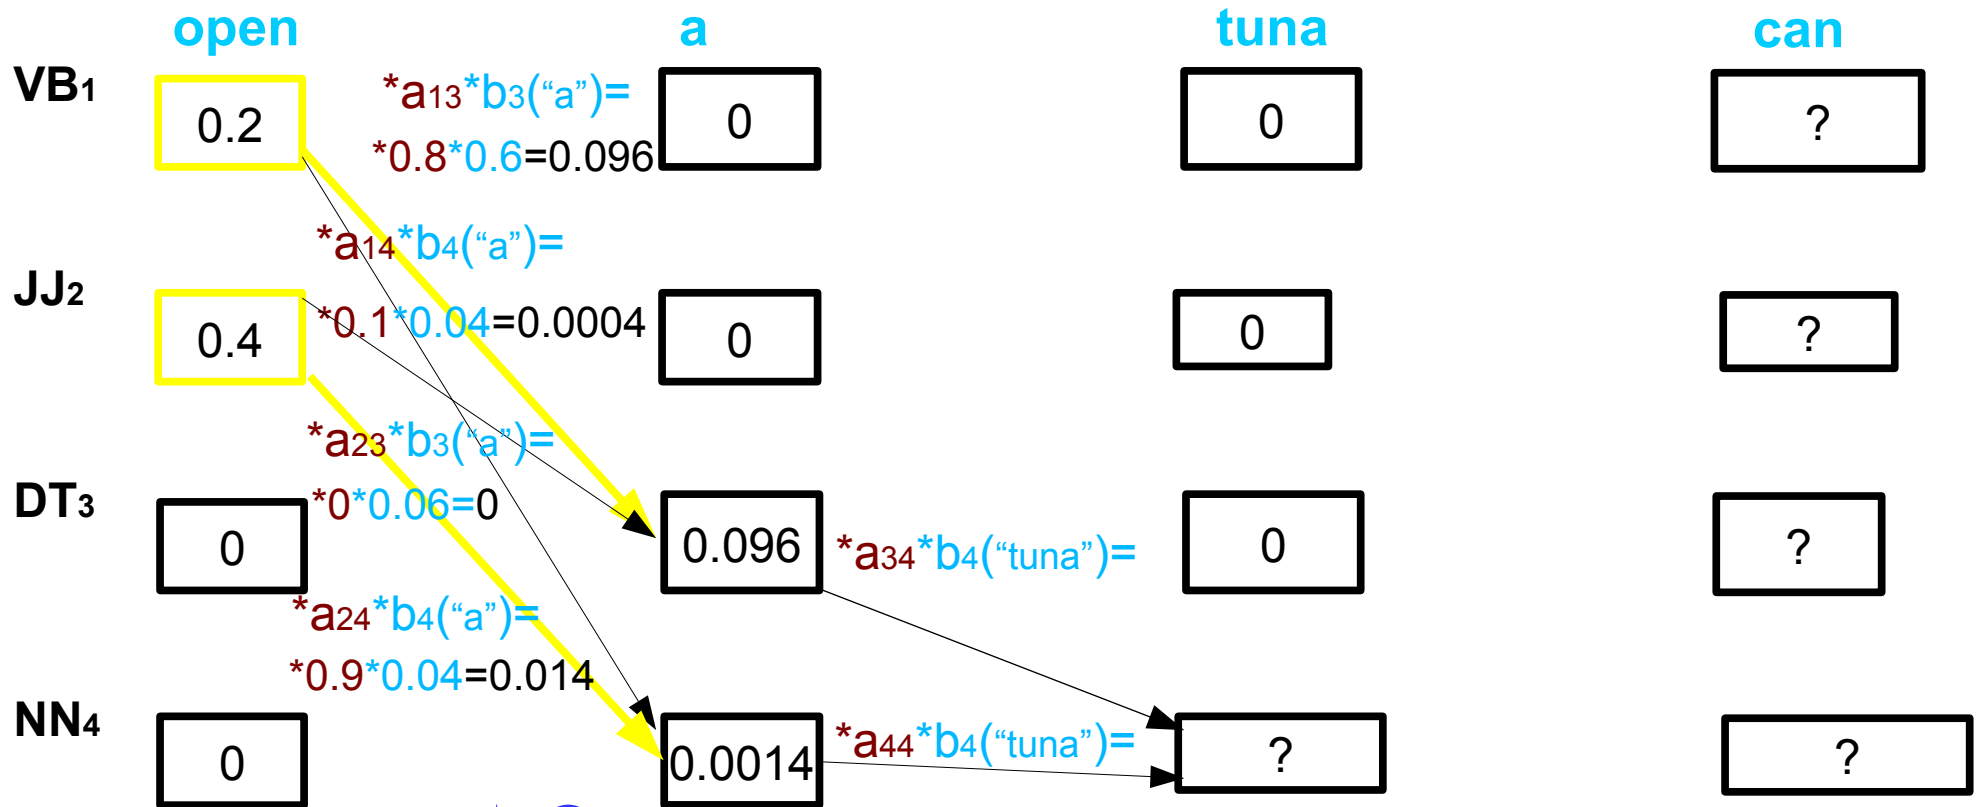 open a tuna can
VB1 0.2 *a13*b3(“a”)= 0 0 ?
*0.8*0.6=0.096
*a14*b4(“a”)=
JJ2 0.4 *0.1*0.04=0.0004 0 0 ?
*a23*b3(“a”)=
DT3 *0*0.06=0
0 0.096 *a34*b4(“tuna”)= 0 ?
*a24*b4(“a”)=
*0.9*0.04=0.014
NN4 0 0.0014 *a44*b4(“tuna”)= ? ?